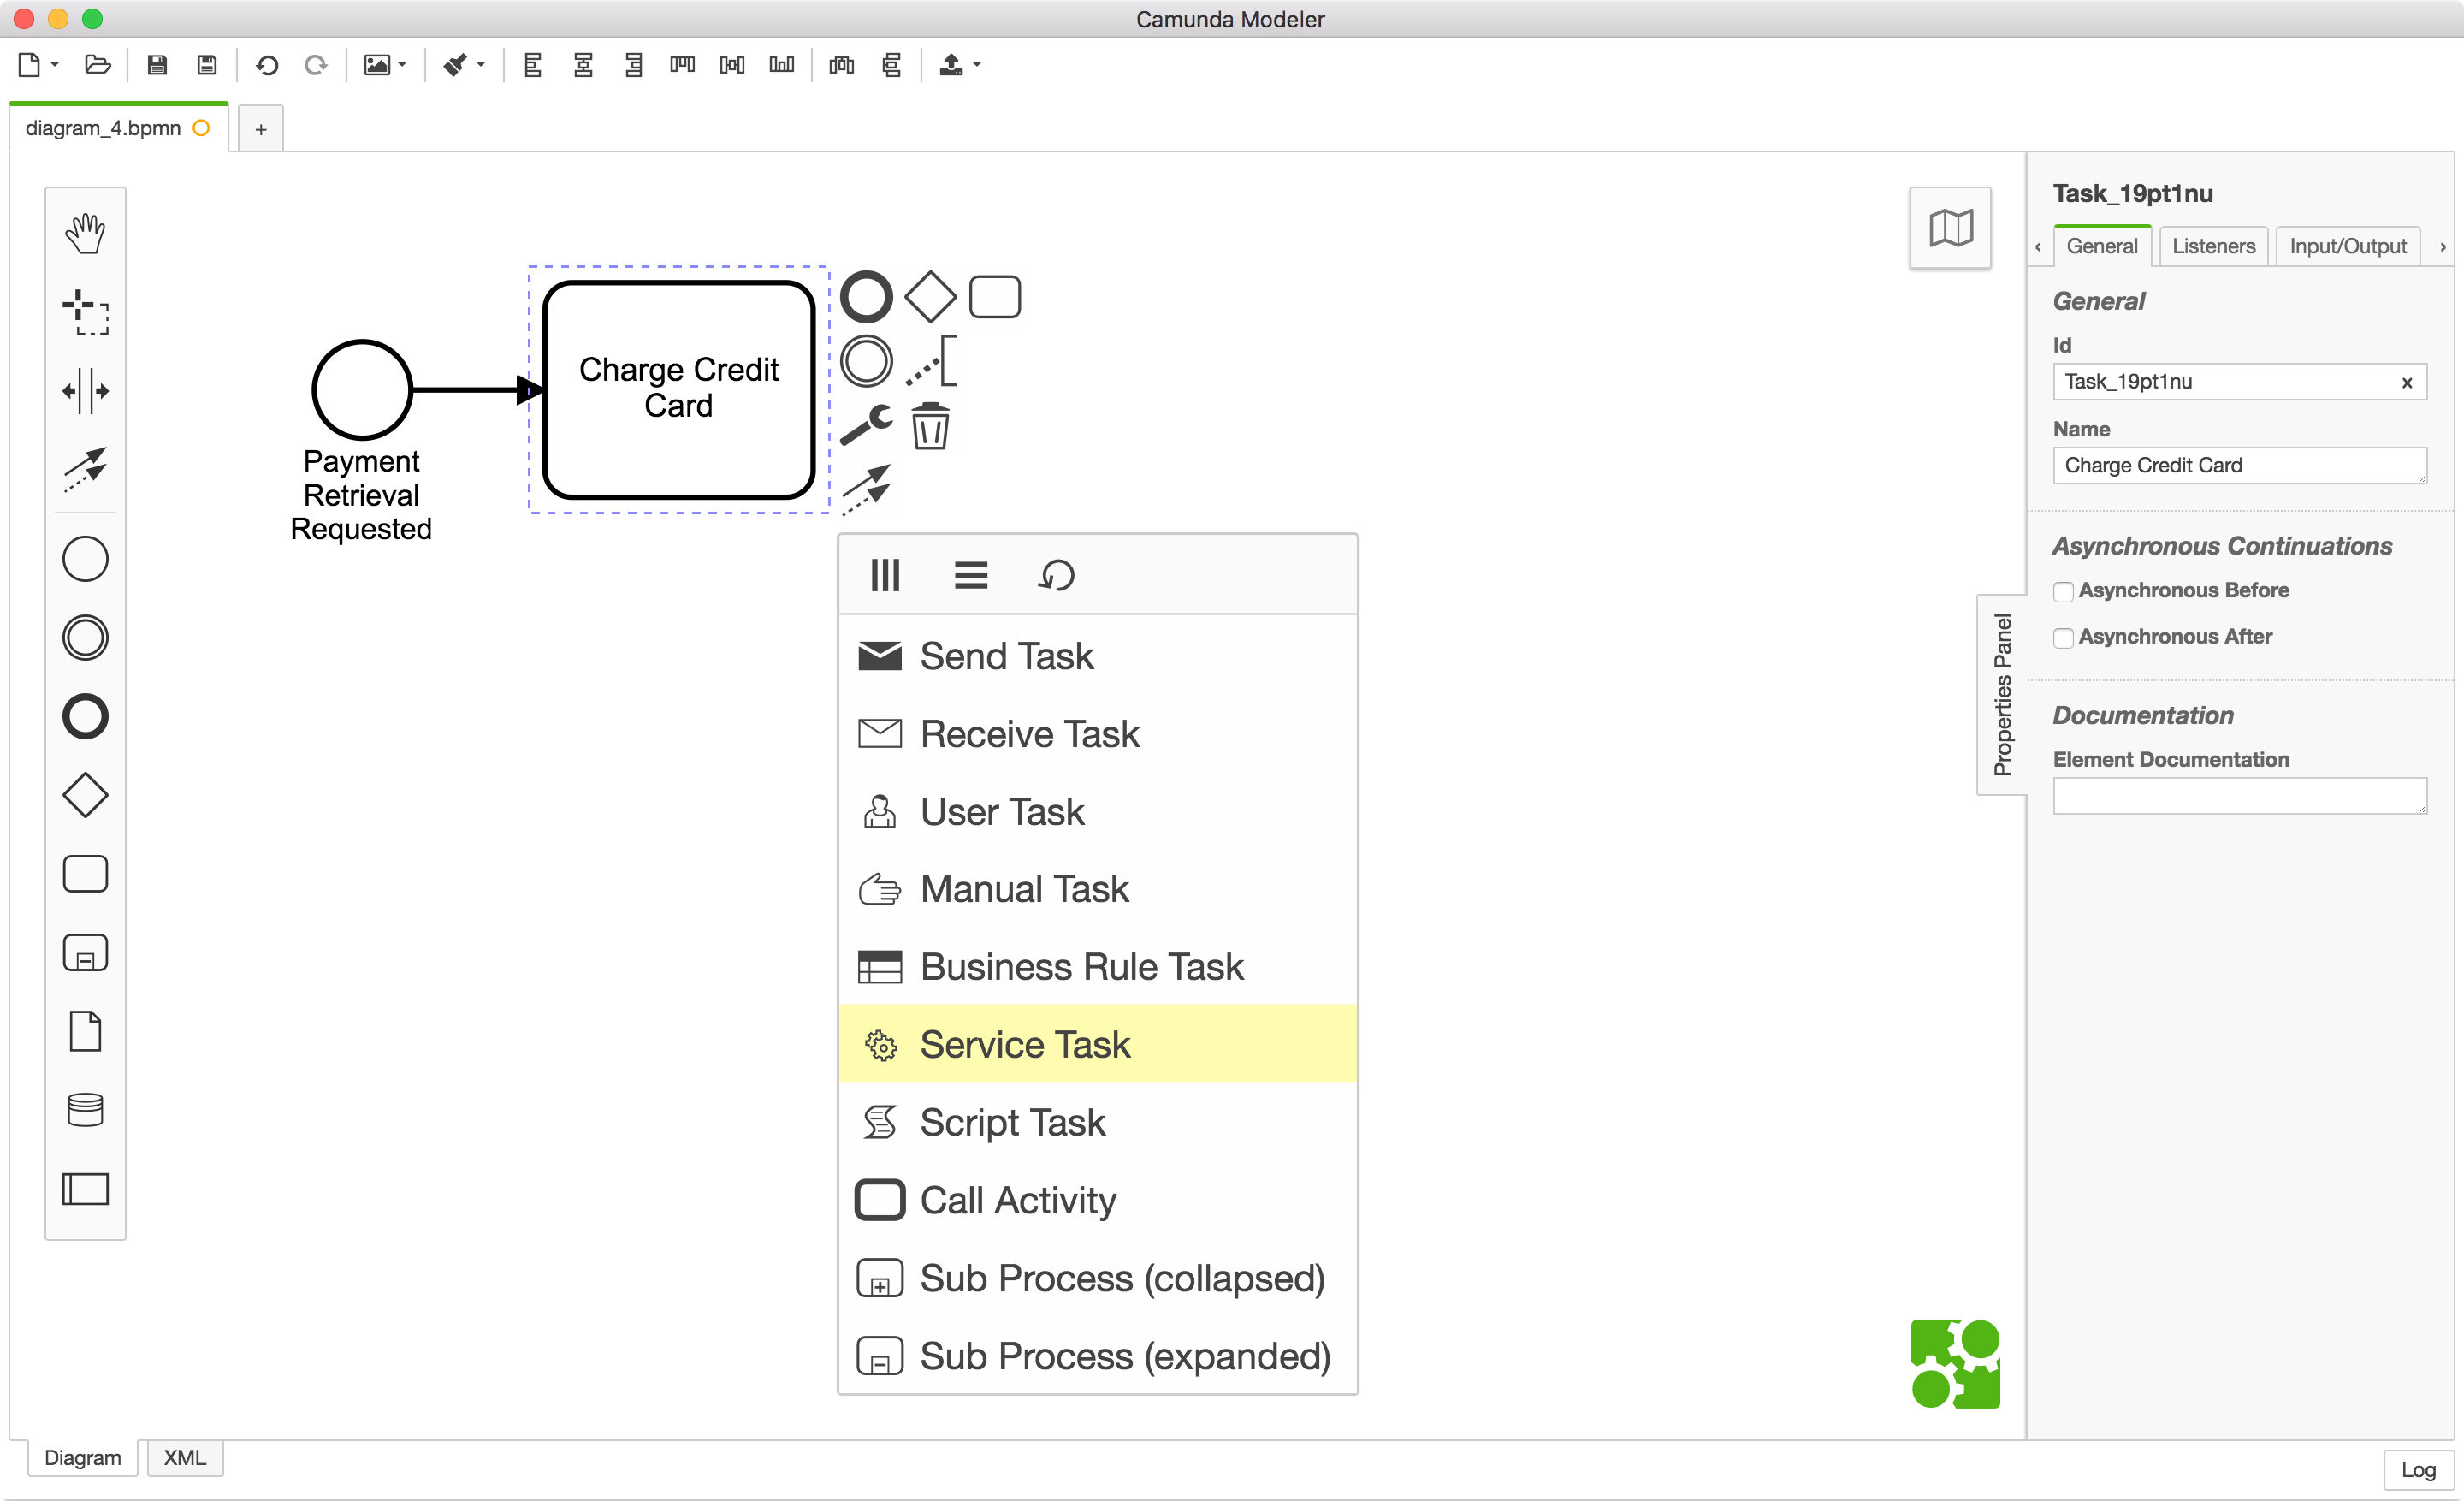 Camunda Modeler
diagram_4.bpmn
+
Charge Credit
Card
Payment
Retrieval
Requested
Send Task
Receive Task
User Task
Manual Task
Business Rule Task
Service Task
Script Task
Call Activity
Sub Process (collapsed)
Sub Process (expanded)
Properties Panel
Task_19pt1nu
General
Listeners
Input/Output
General
Id
Task_19pt1nu
Name
Charge Credit Card
Asynchronous Continuations
Asynchronous Before
Asynchronous After
Documentation
Element Documentation
Diagram
XML
Log